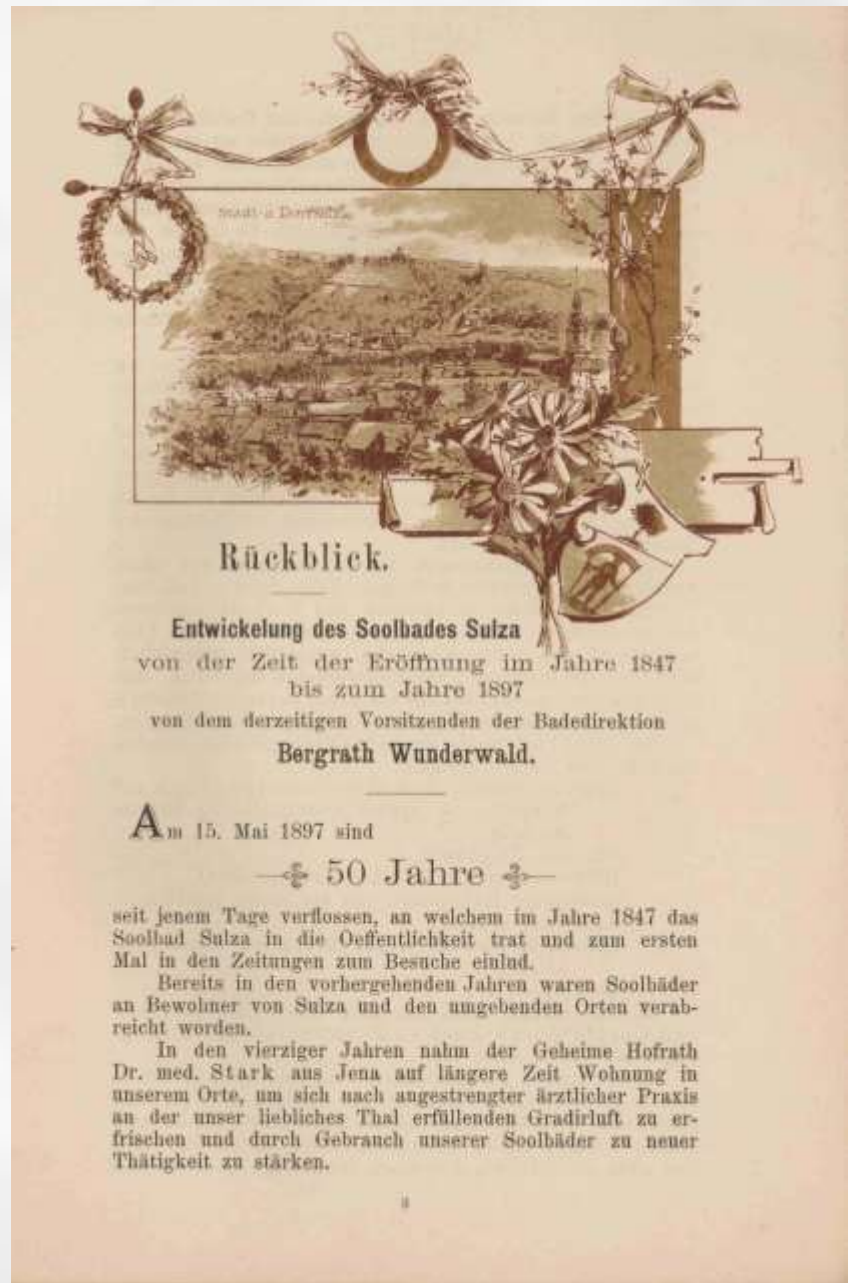 Stadt- u. Dorfsulza
Rückblick.
Entwickelung des Soolbades Sulza
von der Zeit der Eröffnung im Jahre 1847
bis zum Jahre 1897
von dem derzeitigen Vorsitzenden der Badedirektion
Bergrath Wunderwald.
Am 15. Mai 1897 sind
50 Jahre
seit jenem Tage verflossen, an welchem im Jahre 1847 das
Soolbad Sulza in die Oeffentlichkeit trat und zum ersten
Mal in den Zeitungen zum Besuche einlud.
Bereits in den vorhergehenden Jahren waren Soolbäder
an Bewohner von Sulza und den umgebenden Orten verab-
reicht worden.
In den vierziger Jahren nahm der Geheime Hofrath
Dr. med. Stark aus Jena auf längere Zeit Wohnung in
unserem Orte, um sich nach angestrengter ärztlicher Praxis
an der unser liebliches Thal erfüllenden Gradirluft zu er-
frischen und durch Gebrauch unserer Soolbäder zu neuer
Thätigkeit zu stärken.